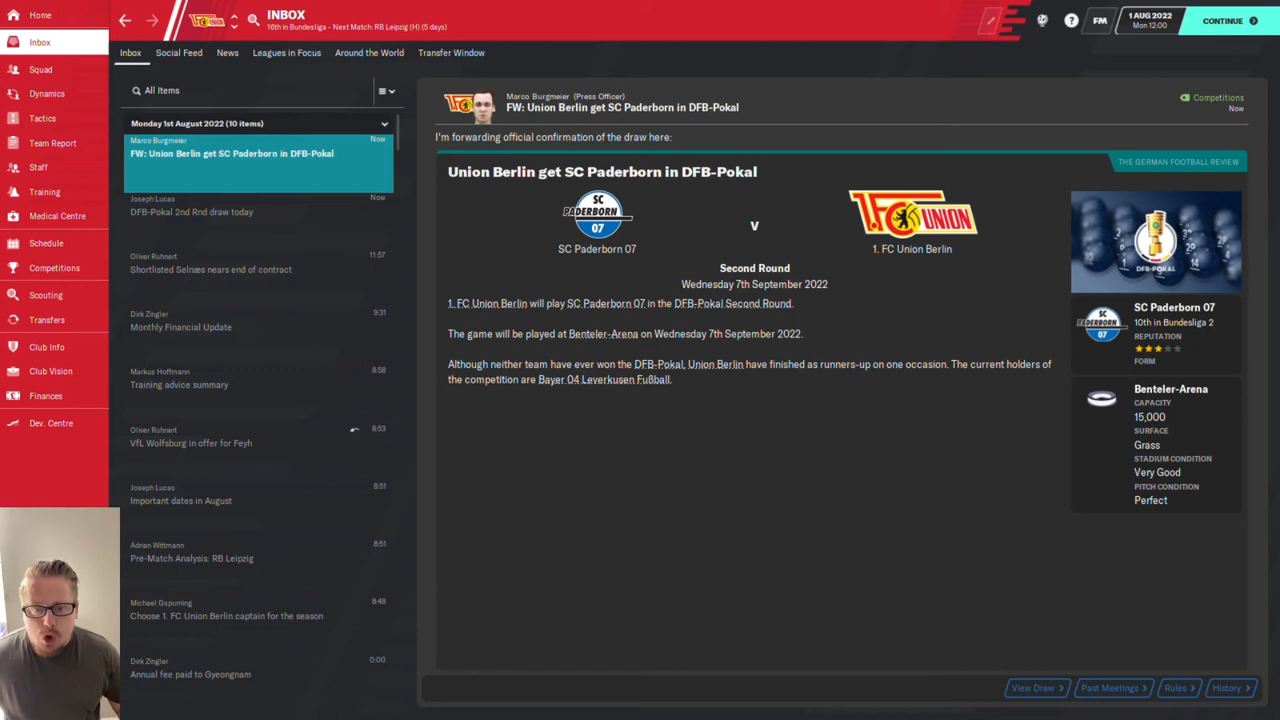 Home
Inbox
Squad
Dynamics
Tactics
Team Report
Staff
Training
Medical Centre
Schedule
Competitions
Scouting
Transfers
Club Info
Club Vision
Finances
Dev. Centre
1.FC UNION
INBOX
16th in Bundesliga - Next Match: RB Leipzig (H) (5 days)
?
FM
1 AUG 2022
Mon 12:00
CONTINUE
Inbox
Social Feed
News
Leagues in Focus
Around the World
Transfer Window
All Items
Monday 1st August 2022 (10 items)
Marco Burgmeier
Now
FW: Union Berlin get SC Paderborn in DFB-Pokal
Joseph Lucas
Now
DFB-Pokal 2nd Rnd draw today
Oliver Ruhnert
11:57
Shortlisted Selnæs nears end of contract
Dirk Zingler
9:31
Monthly Financial Update
Markus Hoffmann
8:58
Training advice summary
Oliver Ruhnert
8:53
VfL Wolfsburg in offer for Feyh
Joseph Lucas
8:51
Important dates in August
Adrian Wittmann
8:51
Pre-Match Analysis: RB Leipzig
Michael Gspurning
8:48
Choose 1. FC Union Berlin captain for the season
Dirk Zingler
0:00
Annual fee paid to Gyeongnam
Marco Burgmeier (Press Officer)
FW: Union Berlin get SC Paderborn in DFB-Pokal
Competitions
Now
I'm forwarding official confirmation of the draw here:
THE GERMAN FOOTBALL REVIEW
Union Berlin get SC Paderborn in DFB-Pokal
SC
PADERBORN
07
v
1.FC UNION
SC Paderborn 07
1. FC Union Berlin
Second Round
Wednesday 7th September 2022
1. FC Union Berlin will play SC Paderborn 07 in the DFB-Pokal Second Round.
The game will be played at Benteler-Arena on Wednesday 7th September 2022.
Although neither team have ever won the DFB-Pokal, Union Berlin have finished as runners-up on one occasion. The current holders of
the competition are Bayer 04 Leverkusen Fußball.
DFB-POKAL
SC Paderborn 07
10th in Bundesliga 2
REPUTATION
FORM
Benteler-Arena
CAPACITY
15,000
SURFACE
Grass
STADIUM CONDITION
Very Good
PITCH CONDITION
Perfect
View Draw
Past Meetings
Rules
History